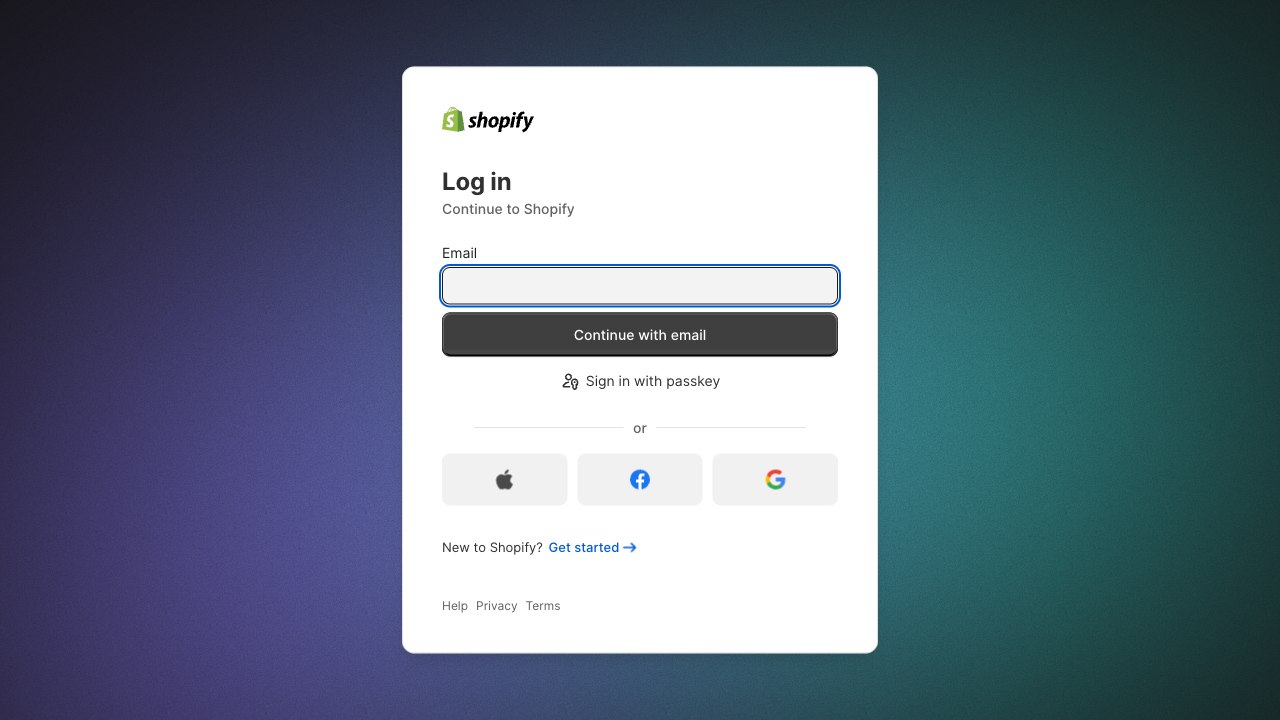 shopify
Log in
Continue to Shopify
Email
Continue with email
Sign in with passkey
or
New to Shopify? Get started
Help Privacy Terms